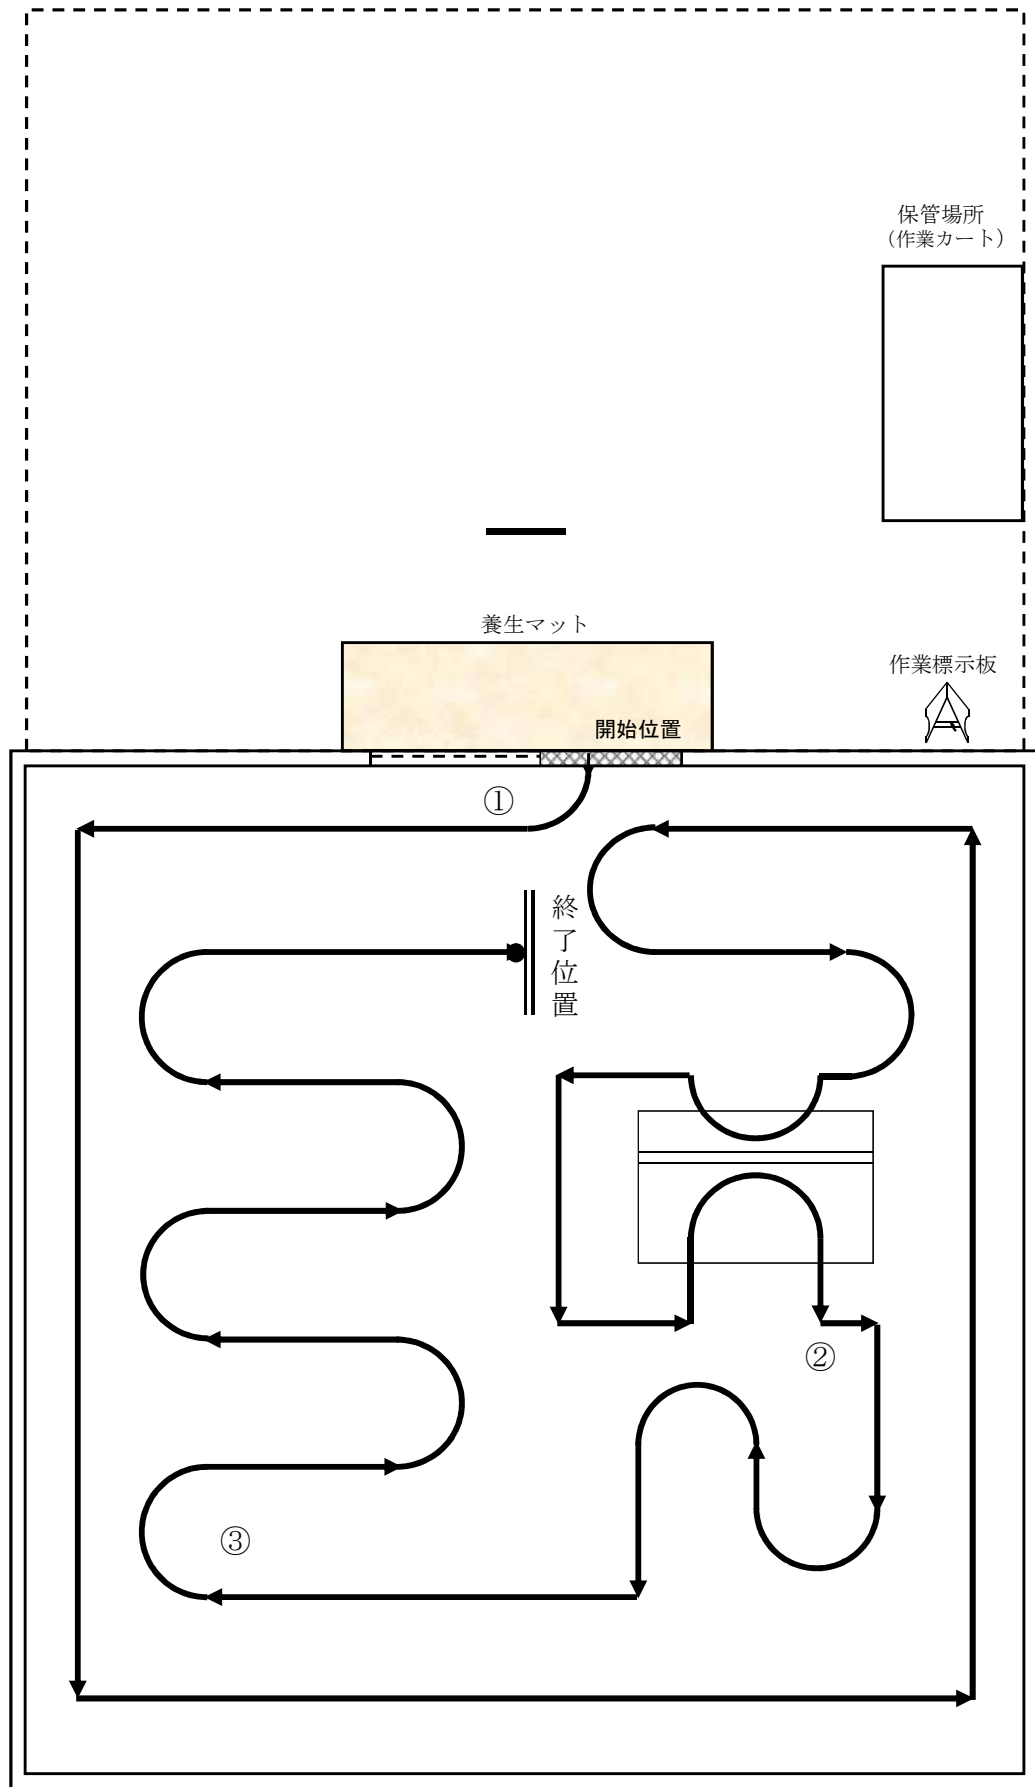 保管場所
（作業カート）
養生マット
作業標示板
開始位置
①
終了位置
②
③